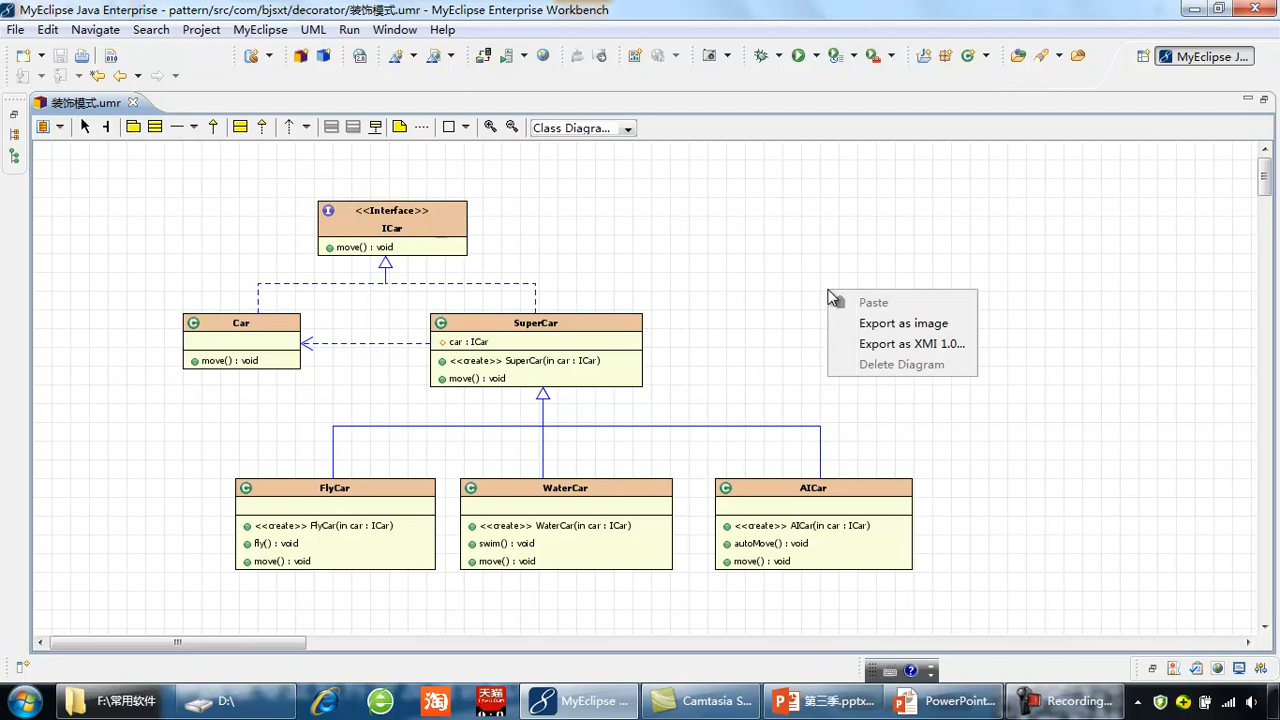 MyEclipse Java Enterprise - pattern/src/com/bjsxt/decorator/装饰模式.umr - MyEclipse Enterprise Workbench
File Edit Navigate Search Project MyEclipse UML Run Window Help
MyEclipse J...
装饰模式.umr
Class Diagra...
<<Interface>>
ICar
move() : void
Car
move() : void
SuperCar
car : ICar
<<create>> SuperCar(in car : ICar)
move() : void
Paste
Export as image
Export as XMI 1.0...
Delete Diagram
FlyCar
<<create>> FlyCar(in car : ICar)
fly() : void
move() : void
WaterCar
<<create>> WaterCar(in car : ICar)
swim() : void
move() : void
AICar
<<create>> AICar(in car : ICar)
autoMove() : void
move() : void
F:\常用软件
D:\
淘
天猫
MyEclipse ...
Camtasia S...
第三季.pptx...
PowerPoint...
Recording...